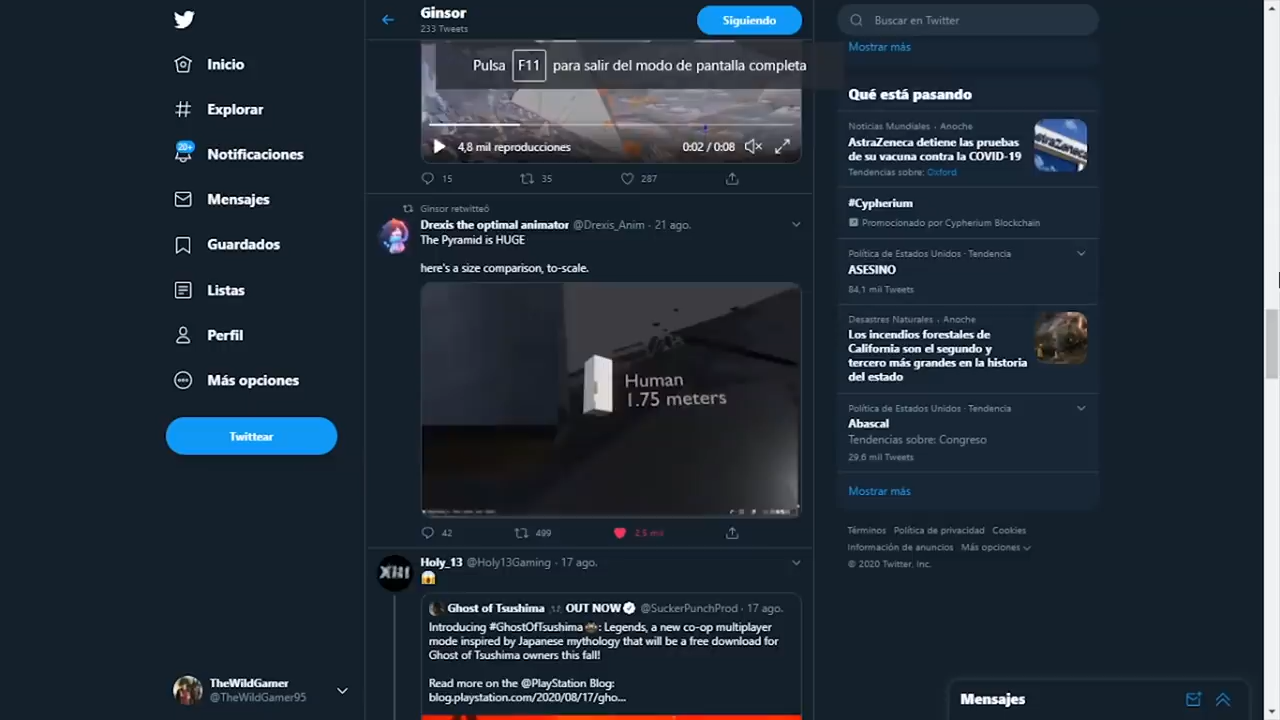 Inicio
Explorar
20+
Notificaciones
Mensajes
Guardados
Listas
Perfil
Más opciones
Twittear
TheWildGamer
@TheWildGamer95
Ginsor
233 Tweets
Siguiendo
Pulsa F11 para salir del modo de pantalla completa
4,8 mil reproducciones
0:02 / 0:08
15 35 287
Ginsor retwitteó
Drexis the optimal animator @Drexis_Anim · 21 ago.
The Pyramid is HUGE
here's a size comparison, to-scale.
Human
1.75 meters
42 499 2,5 mil
Holy_13 @Holy13Gaming · 17 ago.
XIII
Ghost of Tsushima OUT NOW @SuckerPunchProd · 17 ago.
Introducing #GhostOfTsushima : Legends, a new co-op multiplayer
mode inspired by Japanese mythology that will be a free download for
Ghost of Tsushima owners this fall!
Read more on the @PlayStation Blog:
blog.playstation.com/2020/08/17/gho...
Buscar en Twitter
Mostrar más
Qué está pasando
Noticias Mundiales · Anoche
AstraZeneca detiene las pruebas
de su vacuna contra la COVID-19
Tendencias sobre: Oxford
AstraZeneca
#Cypherium
Promocionado por Cypherium Blockchain
Política de Estados Unidos · Tendencia
ASESINO
84,1 mil Tweets
Desastres Naturales · Anoche
Los incendios forestales de
California son el segundo y
tercero más grandes en la historia
del estado
Política de Estados Unidos · Tendencia
Abascal
Tendencias sobre: Congreso
29,6 mil Tweets
Mostrar más
Términos Política de privacidad Cookies
Información de anuncios Más opciones
© 2020 Twitter, Inc.
Mensajes